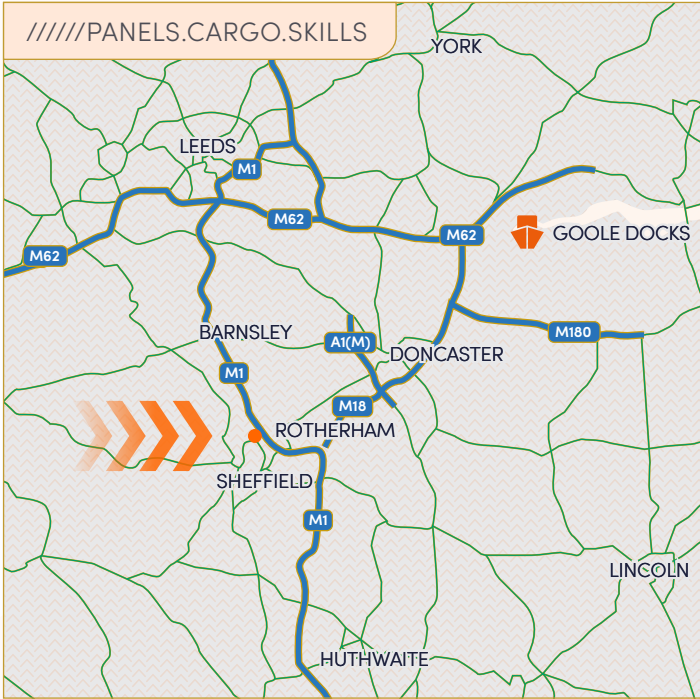 //////PANELS.CARGO.SKILLS
YORK
LEEDS
M1
M62
M62
GOOLE DOCKS
M62
BARNSLEY
A1(M)
M180
DONCASTER
M1
M18
ROTHERHAM
SHEFFIELD
M1
LINCOLN
HUTHWAITE